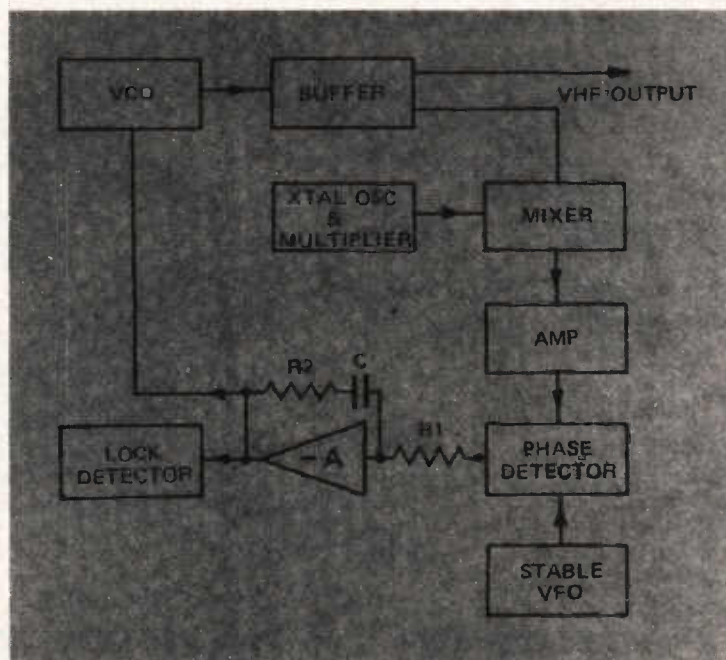 VCO
BUFFER
VHF OUTPUT
XTAL OSC
&
MULTIPLIER
MIXER
AMP
R2
C
R1
-A
LOCK
DETECTOR
PHASE
DETECTOR
STABLE
VFO